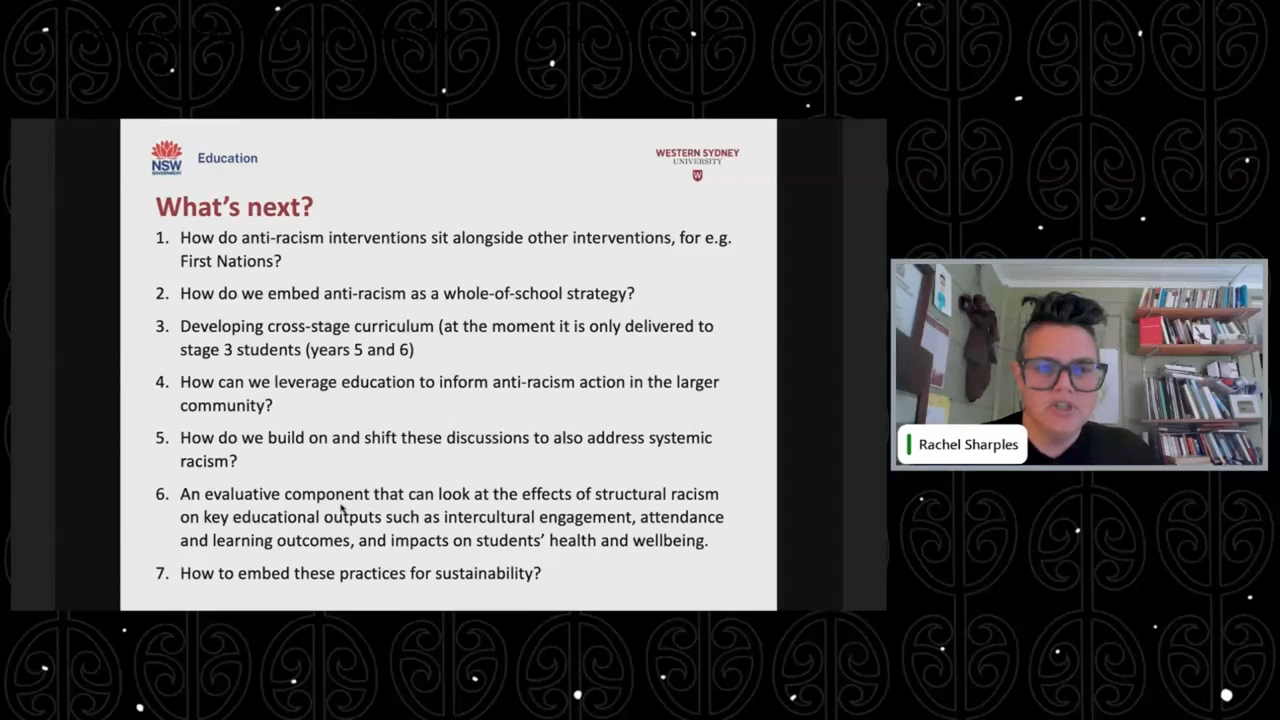 NSW
GOVERNMENT
Education
WESTERN SYDNEY
UNIVERSITY
W
What's next?
1. How do anti-racism interventions sit alongside other interventions, for e.g.
First Nations?
2. How do we embed anti-racism as a whole-of-school strategy?
3. Developing cross-stage curriculum (at the moment it is only delivered to
stage 3 students (years 5 and 6)
4. How can we leverage education to inform anti-racism action in the larger
community?
5. How do we build on and shift these discussions to also address systemic
racism?
6. An evaluative component that can look at the effects of structural racism
on key educational outputs such as intercultural engagement, attendance
and learning outcomes, and impacts on students' health and wellbeing.
7. How to embed these practices for sustainability?
Rachel Sharples